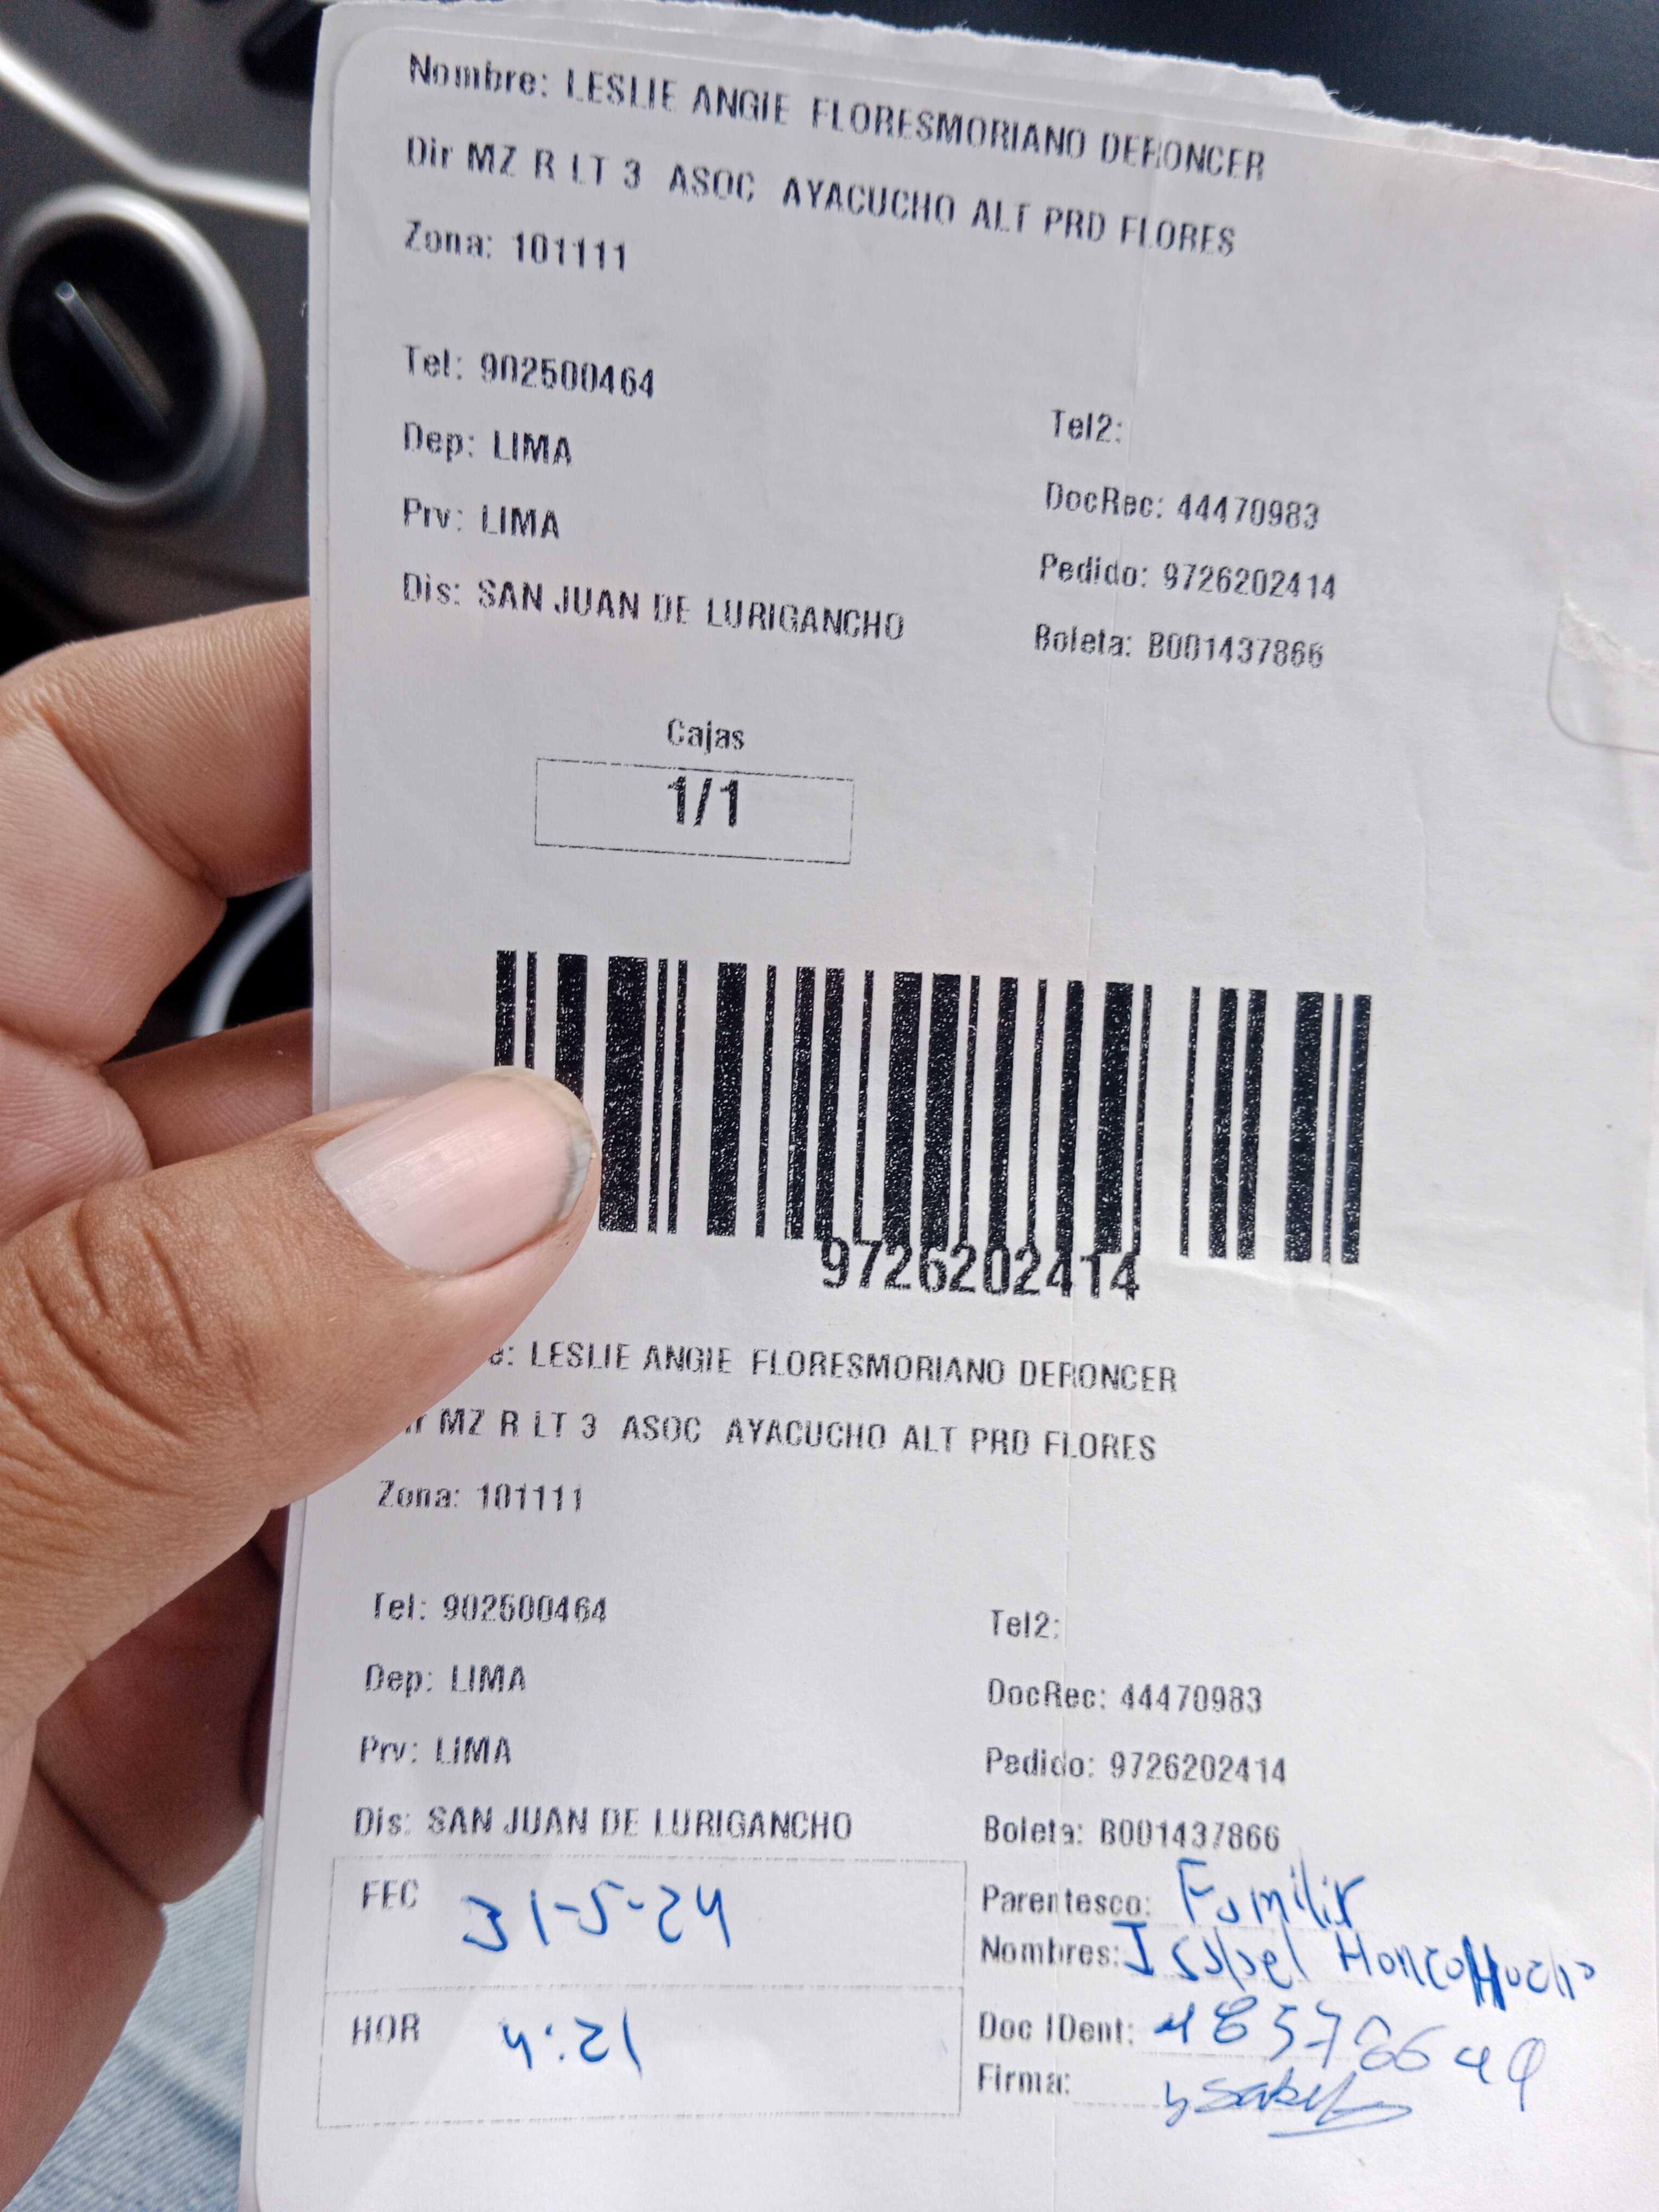 Nombre: LESLIE ANGIE FLORESMORIANO DERONCER
Dir MZ R LT 3 ASOC AYACUCHO ALT PRD FLORES
Zona: 101111
Tel: 902500464
Tel2:
Dep: LIMA
DocRec: 44470983
Prv: LIMA
Pedido: 9726202414
Dis: SAN JUAN DE LURIGANCHO
Boleta: B001437866
Cajas
1/1
9726202414
e: LESLIE ANGIE FLORESMORIANO DERONCER
ir MZ R LT 3 ASOC AYACUCHO ALT PRD FLORES
Zona: 101111
Tel: 902500464
Tel2:
Dep: LIMA
DocRec: 44470983
Prv: LIMA
Pedido: 9726202414
Dis: SAN JUAN DE LURIGANCHO
Boleta: B001437866
FEC 31-5-24
Parentesco:
Nombres: Isabel
HOR 4:21
Doc IDent:
Firma: